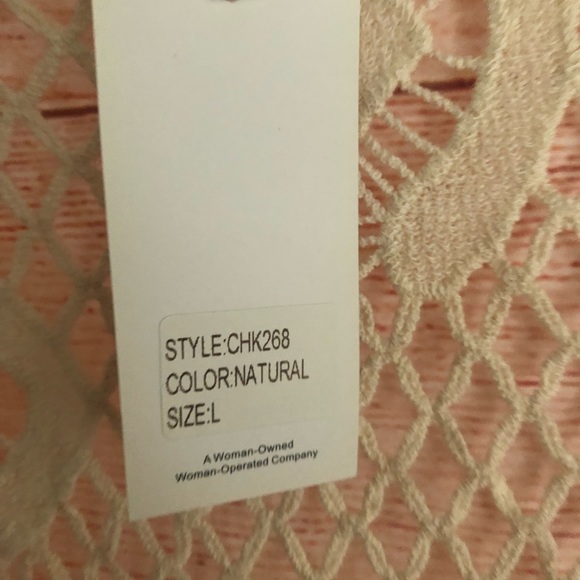 STYLE:CHK268
COLOR:NATURAL
SIZE:L
A Woman-Owned
Woman-Operated Company